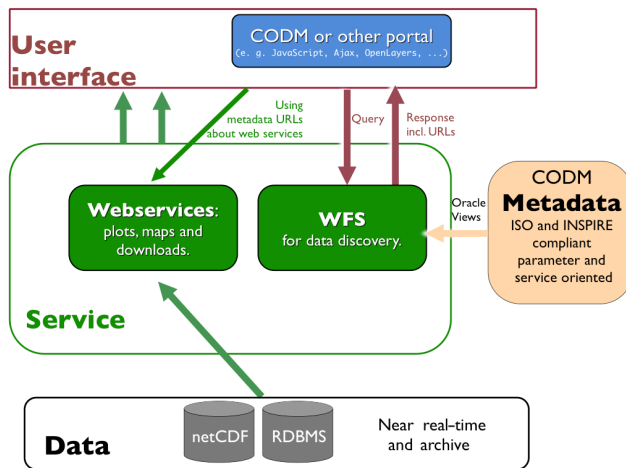 User
interface
CODM or other portal
(e. g. JavaScript, Ajax, OpenLayers, ...)
Using
metadata URLs
about web services
Query
Response
incl. URLs
Webservices:
plots, maps and
downloads.
WFS
for data discovery.
Oracle
Views
CODM
Metadata
ISO and INSPIRE
compliant
parameter and
service oriented
Service
Data
netCDF
RDBMS
Near real-time
and archive